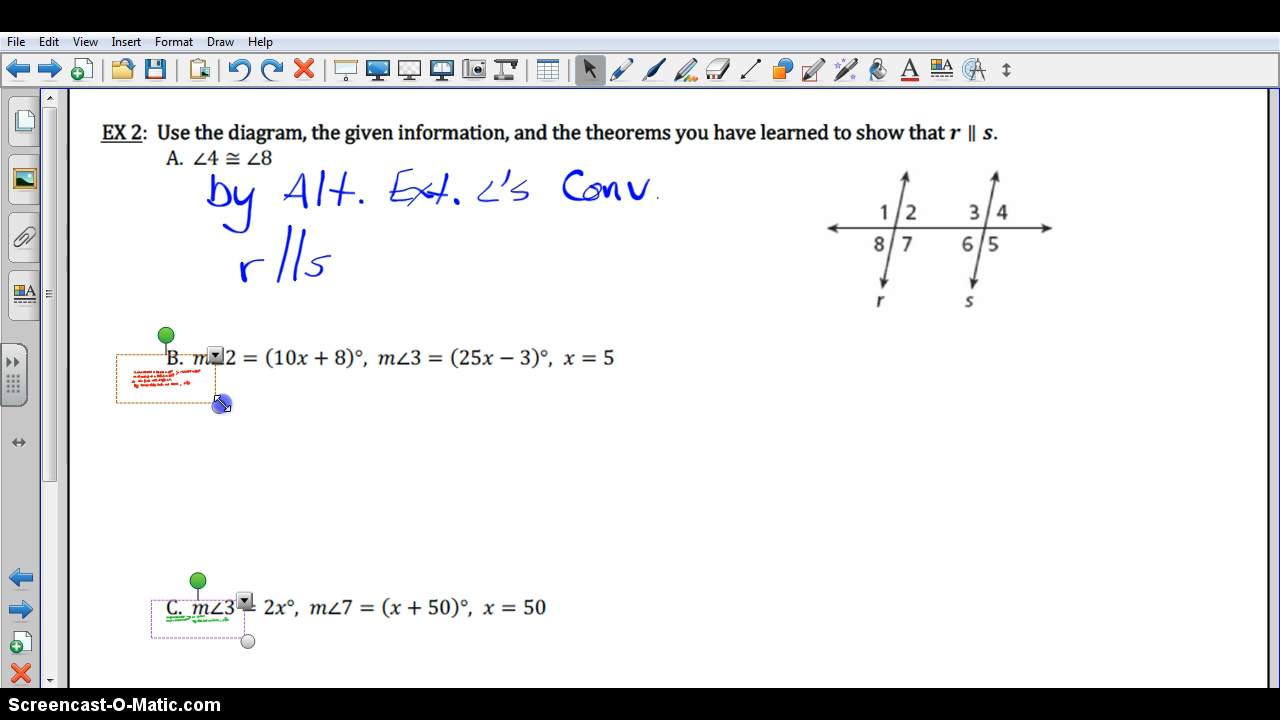 File Edit View Insert Format Draw Help
EX 2: Use the diagram, the given information, and the theorems you have learned to show that r ∥ s.
A. ∠4 ≅ ∠8
by Alt. Ext. ∠'s Conv.
r // s
1 2 3 4
8 7 6 5
r s
B. m∠2 = (10x + 8)°, m∠3 = (25x − 3)°, x = 5
C. m∠3 = 2x°, m∠7 = (x + 50)°, x = 50
Screencast-O-Matic.com